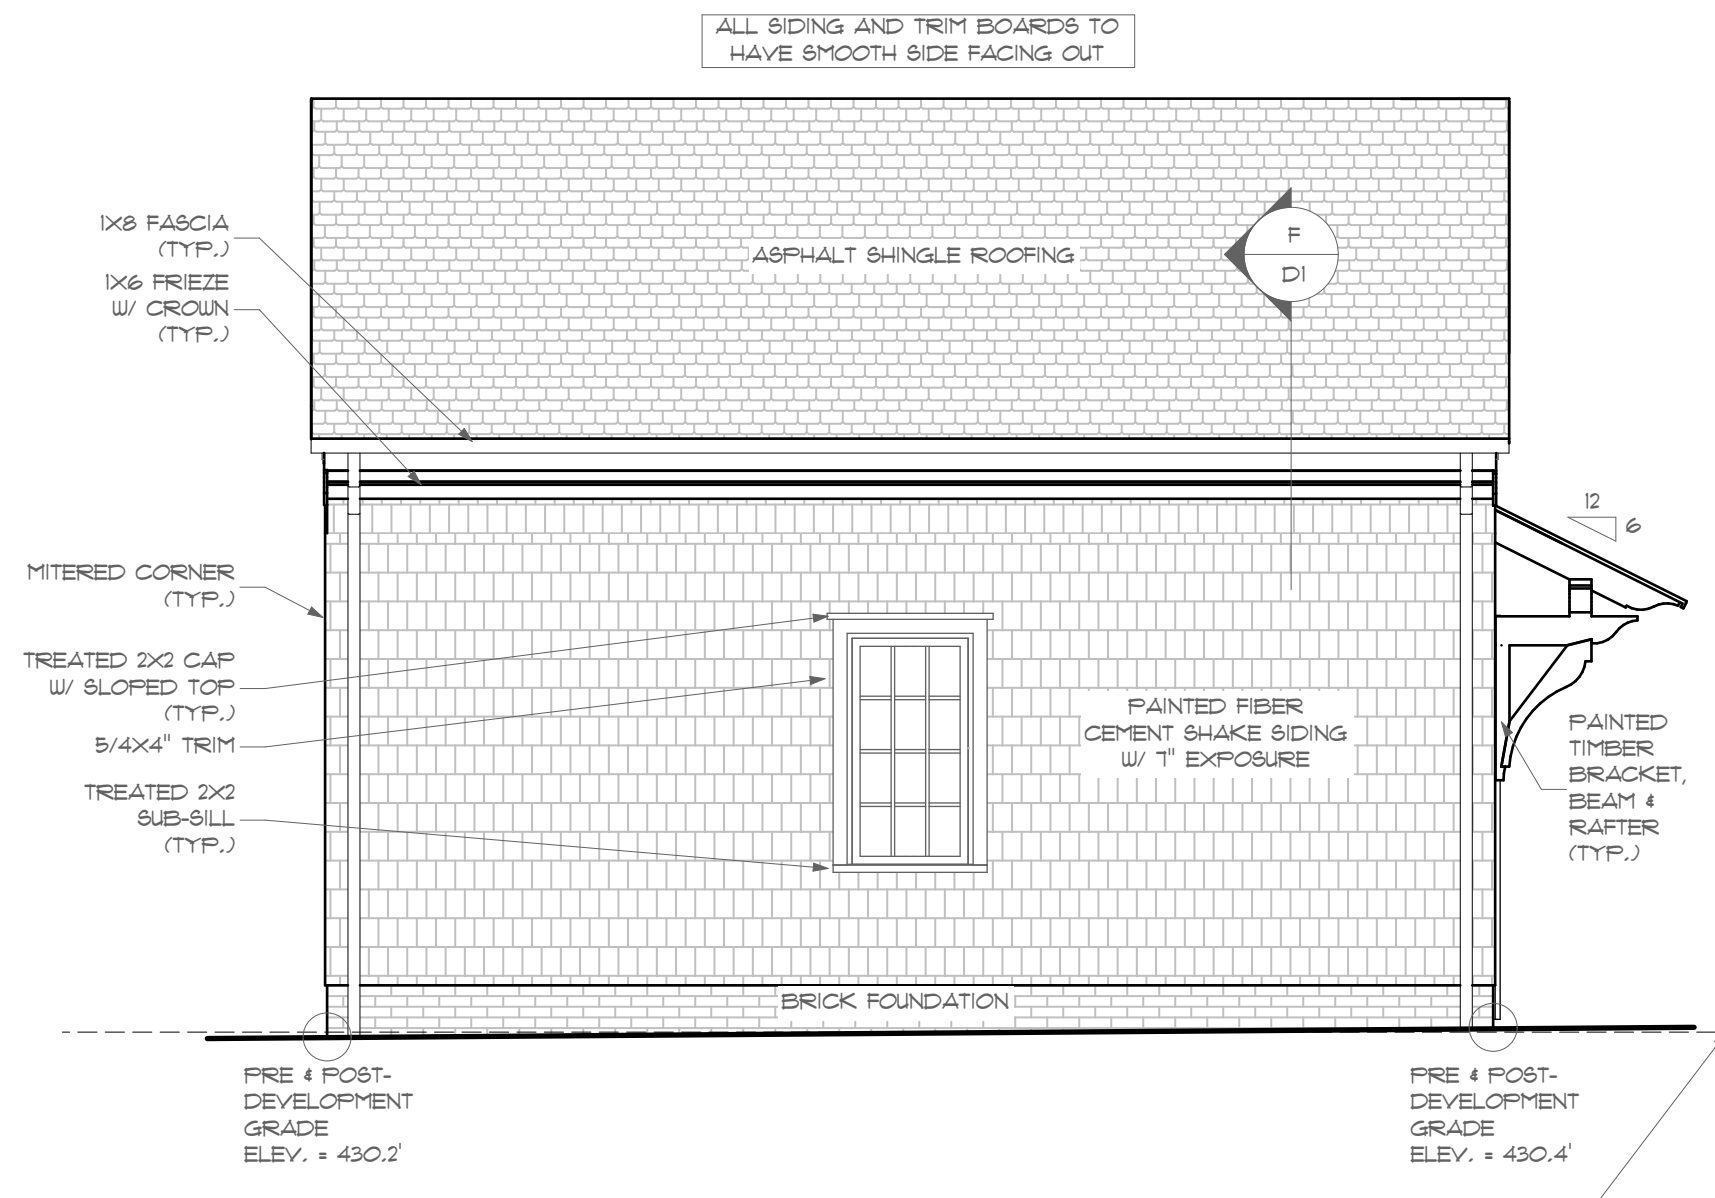 ALL SIDING AND TRIM BOARDS TO
HAVE SMOOTH SIDE FACING OUT
1X8 FASCIA
(TYP.)
1X6 FRIEZE
W/ CROWN
(TYP.)
ASPHALT SHINGLE ROOFING
F
D1
12
6
MITERED CORNER
(TYP.)
TREATED 2X2 CAP
W/ SLOPED TOP
(TYP.)
5/4X4" TRIM
TREATED 2X2
SUB-SILL
(TYP.)
PAINTED FIBER
CEMENT SHAKE SIDING
W/ 7" EXPOSURE
PAINTED
TIMBER
BRACKET,
BEAM &
RAFTER
(TYP.)
BRICK FOUNDATION
PRE & POST-
DEVELOPMENT
GRADE
ELEV. = 430.2'
PRE & POST-
DEVELOPMENT
GRADE
ELEV. = 430.4'